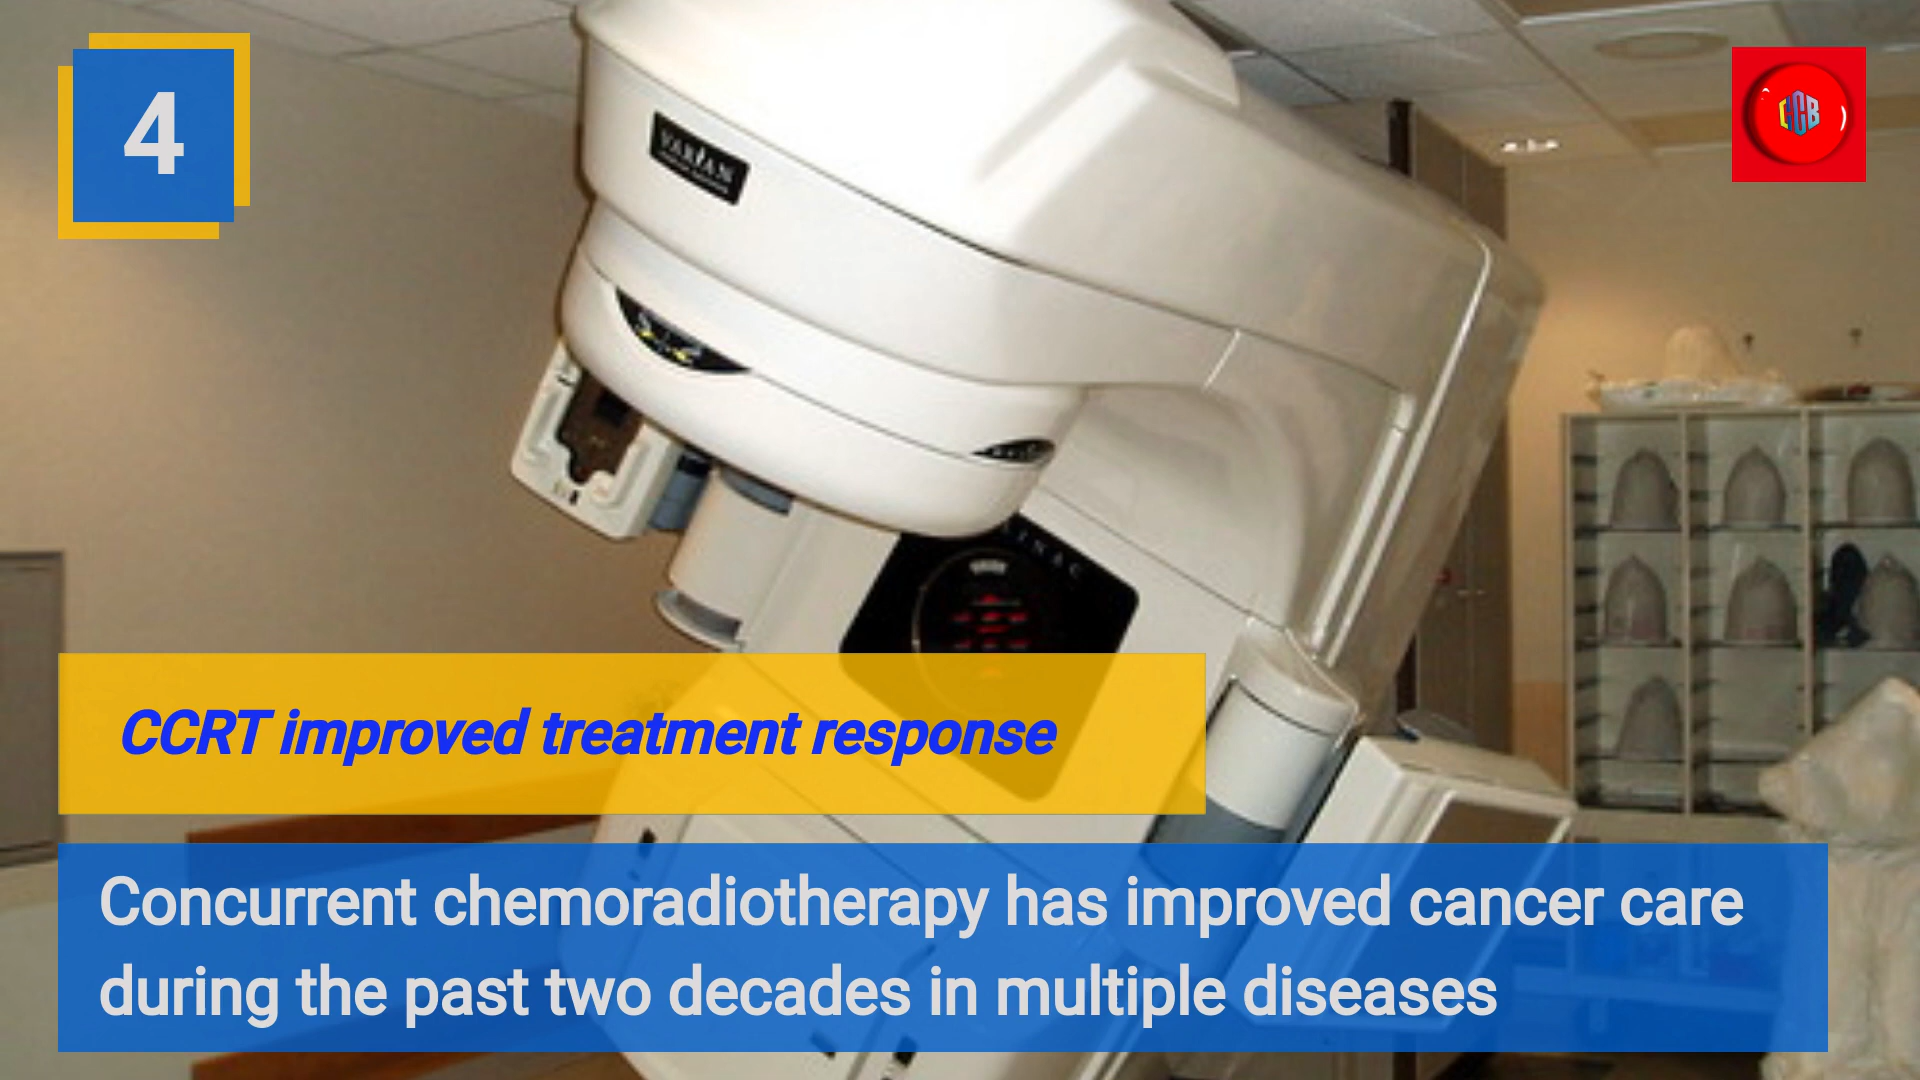 4
HCB
VARIAN
CCRT improved treatment response
Concurrent chemoradiotherapy has improved cancer care
during the past two decades in multiple diseases